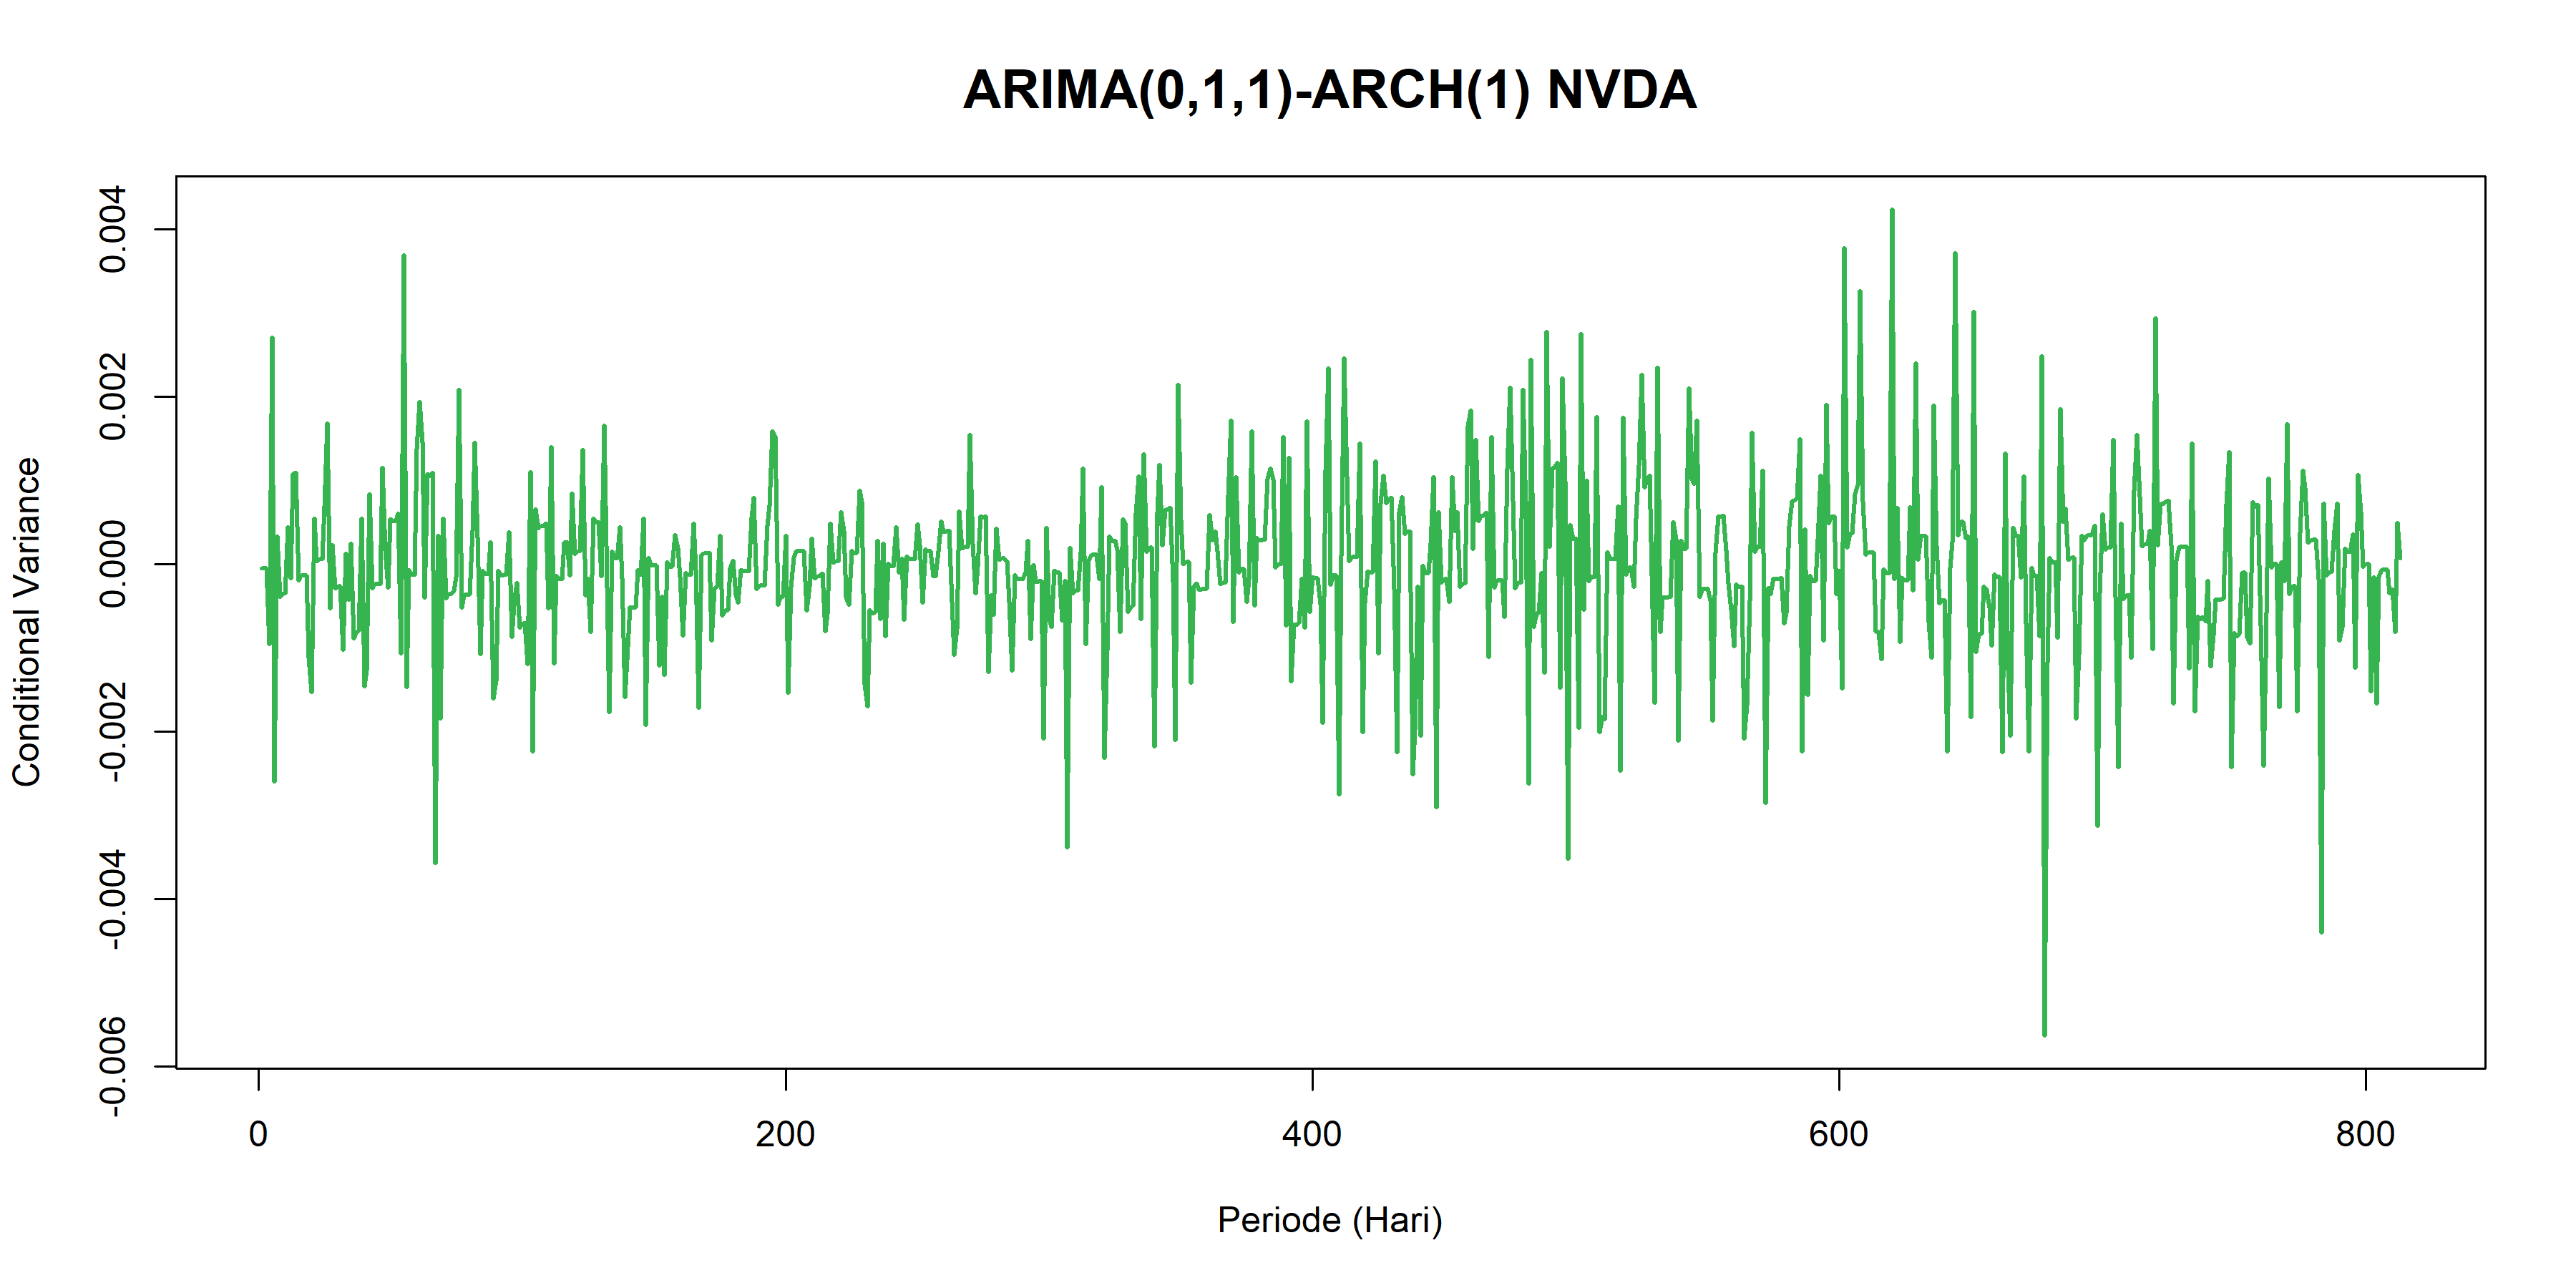 ARIMA(0,1,1)-ARCH(1) NVDA
Conditional Variance
0.004
0.002
0.000
-0.002
-0.004
-0.006
0 200 400 600 800
Periode (Hari)